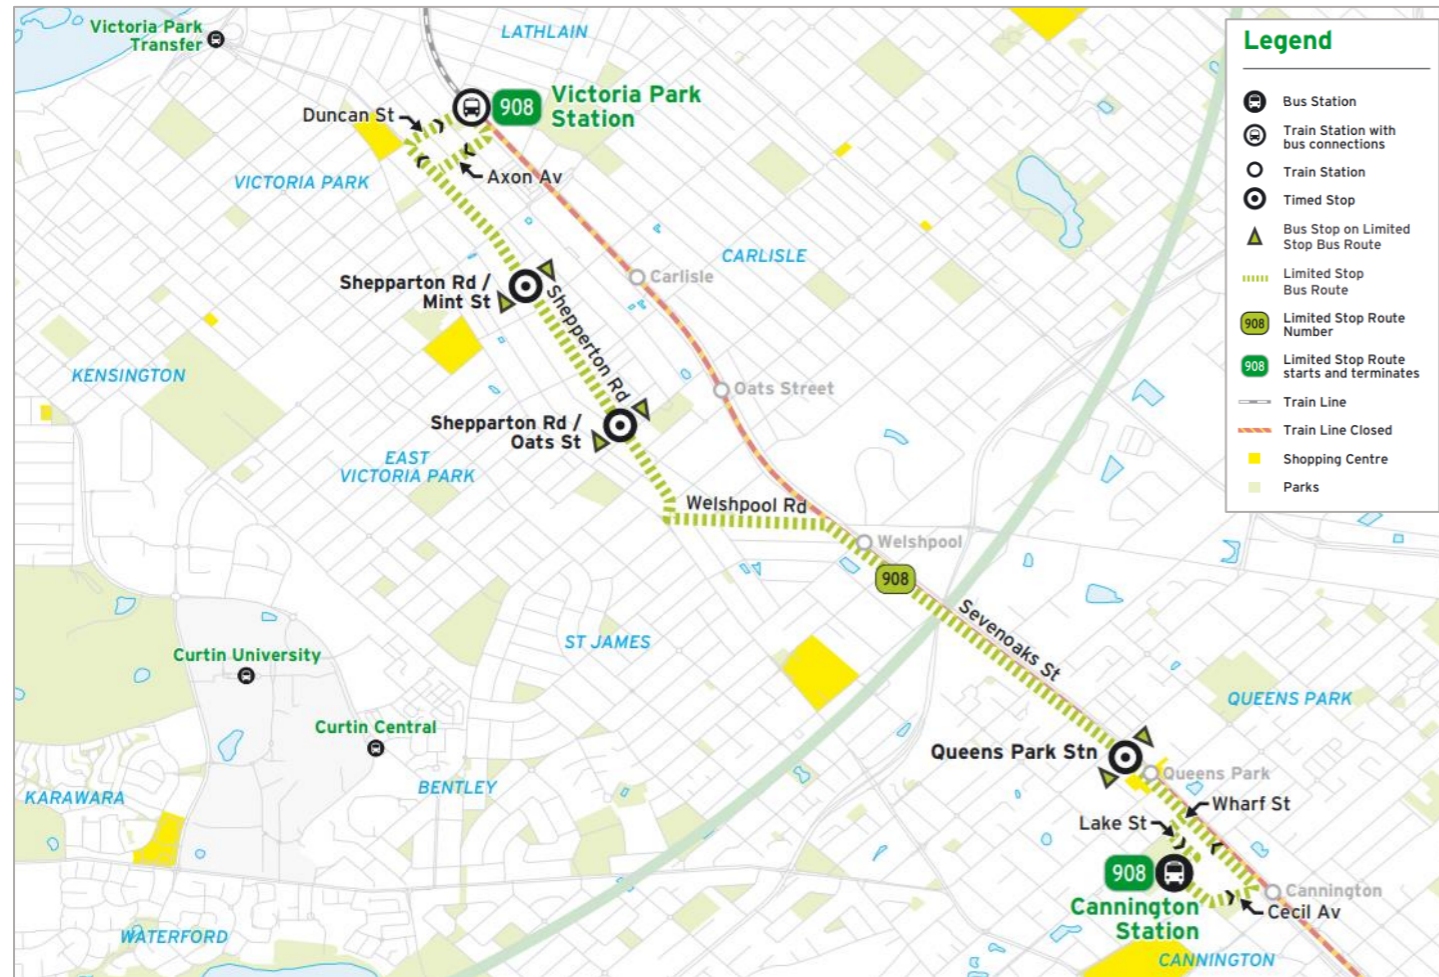 Victoria Park
Transfer
LATHLAIN
Duncan St
908
Victoria Park
Station
VICTORIA PARK
Axon Av
CARLISLE
Carlisle
Shepparton Rd /
Mint St
Shepperton Rd
KENSINGTON
Oats Street
Shepparton Rd /
Oats St
EAST
VICTORIA PARK
Welshpool Rd
Welshpool
908
Sevenoaks St
ST JAMES
Curtin University
QUEENS PARK
Curtin Central
Queens Park Stn
Queens Park
BENTLEY
KARAWARA
Wharf St
Lake St
908
Cannington
Station
Cannington
Cecil Av
WATERFORD
CANNINGTON
Legend
Bus Station
Train Station with
bus connections
Train Station
Timed Stop
Bus Stop on Limited
Stop Bus Route
Limited Stop
Bus Route
908
Limited Stop Route
Number
908
Limited Stop Route
starts and terminates
Train Line
Train Line Closed
Shopping Centre
Parks